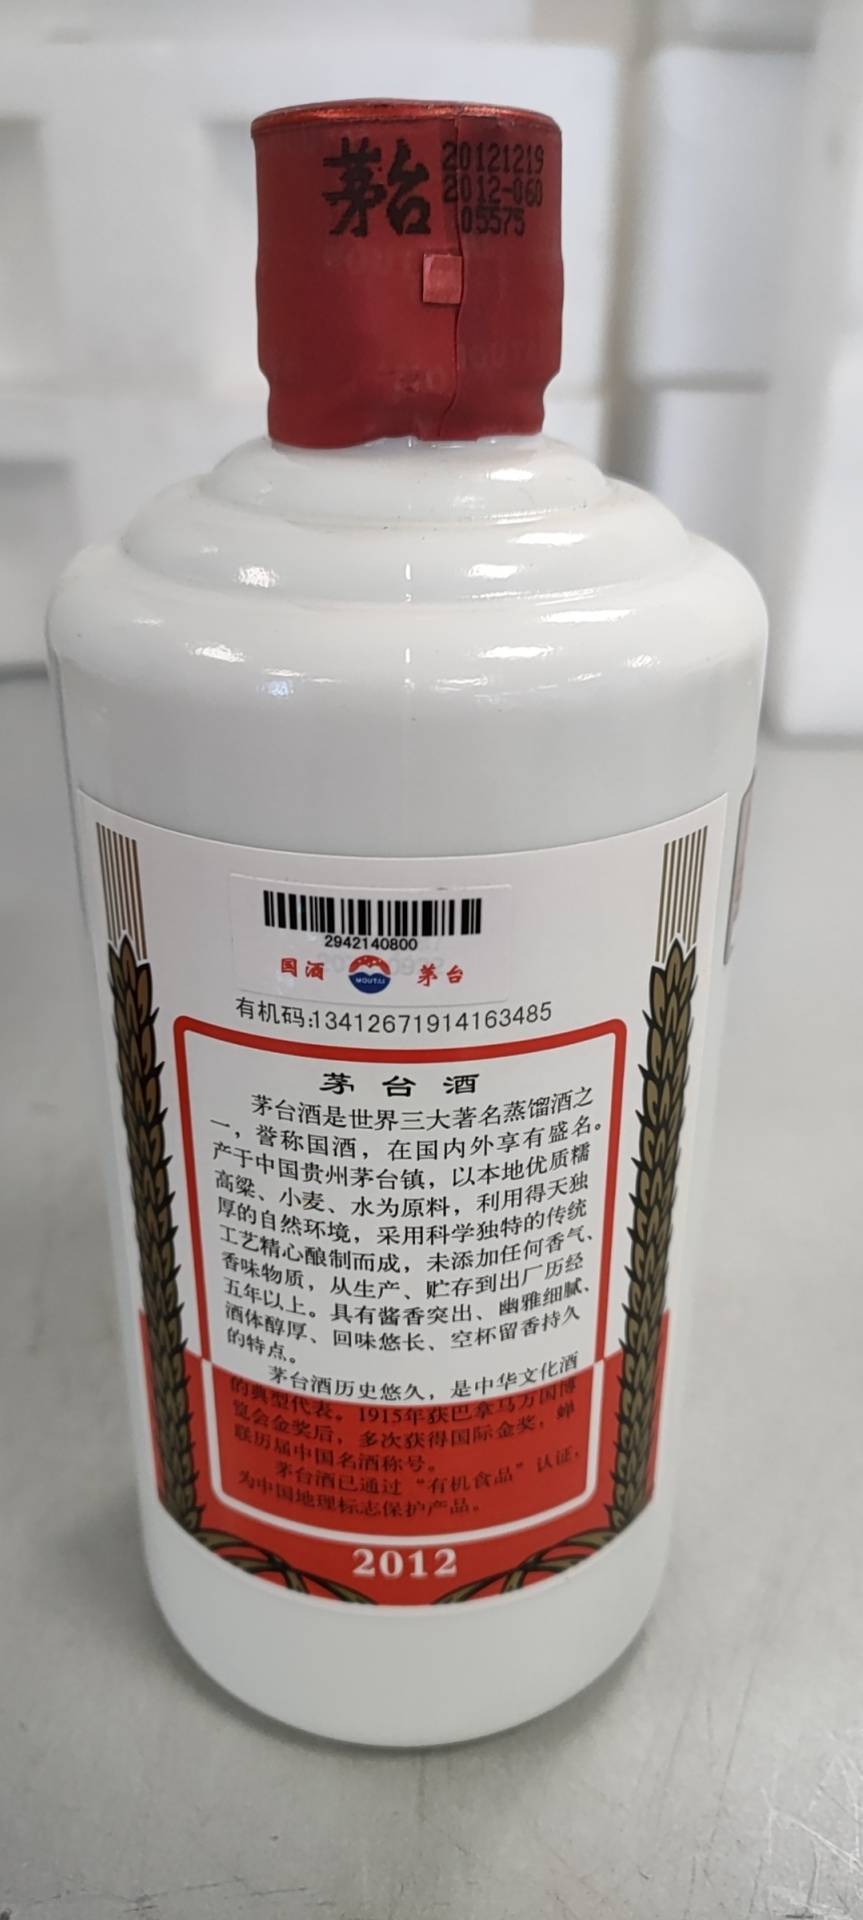 茅台
20121219
2012-060
05575
2942140800
国酒 MOUTAI 茅台
有机码:13412671914163485
茅台酒
茅台酒是世界三大著名蒸馏酒之
一，誉称国酒，在国内外享有盛名。
产于中国贵州茅台镇，以本地优质糯
高粱、小麦、水为原料，利用得天独
厚的自然环境，采用科学独特的传统
工艺精心酿制而成，未添加任何香气、
香味物质，从生产、贮存到出厂历经
五年以上。具有酱香突出、幽雅细腻、
酒体醇厚、回味悠长、空杯留香持久
的特点。
茅台酒历史悠久，是中华文化酒
的典型代表。1915年获巴拿马万国博
览会金奖后，多次获得国际金奖，蝉
联历届中国名酒称号。
茅台酒已通过“有机食品”认证，
为中国地理标志保护产品。
2012